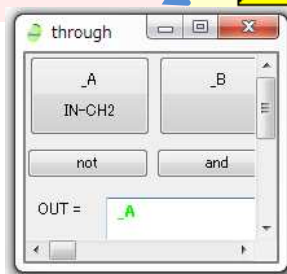 through
_A
_B
IN-CH2
not
and
OUT =
_A